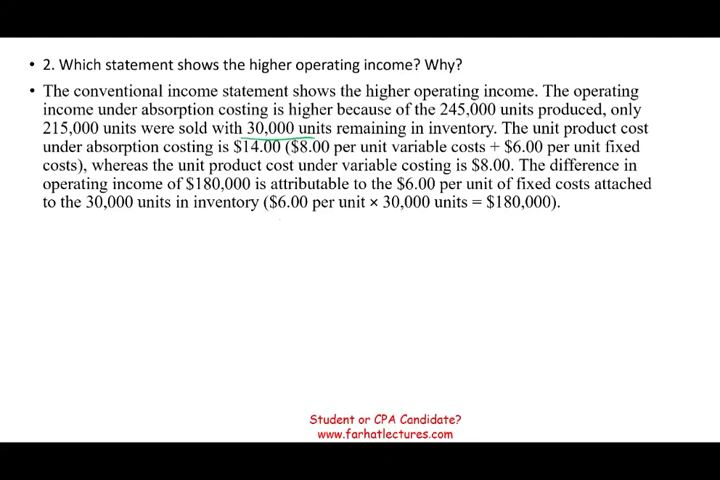 • 2. Which statement shows the higher operating income? Why?
• The conventional income statement shows the higher operating income. The operating
income under absorption costing is higher because of the 245,000 units produced, only
215,000 units were sold with 30,000 units remaining in inventory. The unit product cost
under absorption costing is $14.00 ($8.00 per unit variable costs + $6.00 per unit fixed
costs), whereas the unit product cost under variable costing is $8.00. The difference in
operating income of $180,000 is attributable to the $6.00 per unit of fixed costs attached
to the 30,000 units in inventory ($6.00 per unit × 30,000 units = $180,000).
Student or CPA Candidate?
www.farhatlectures.com